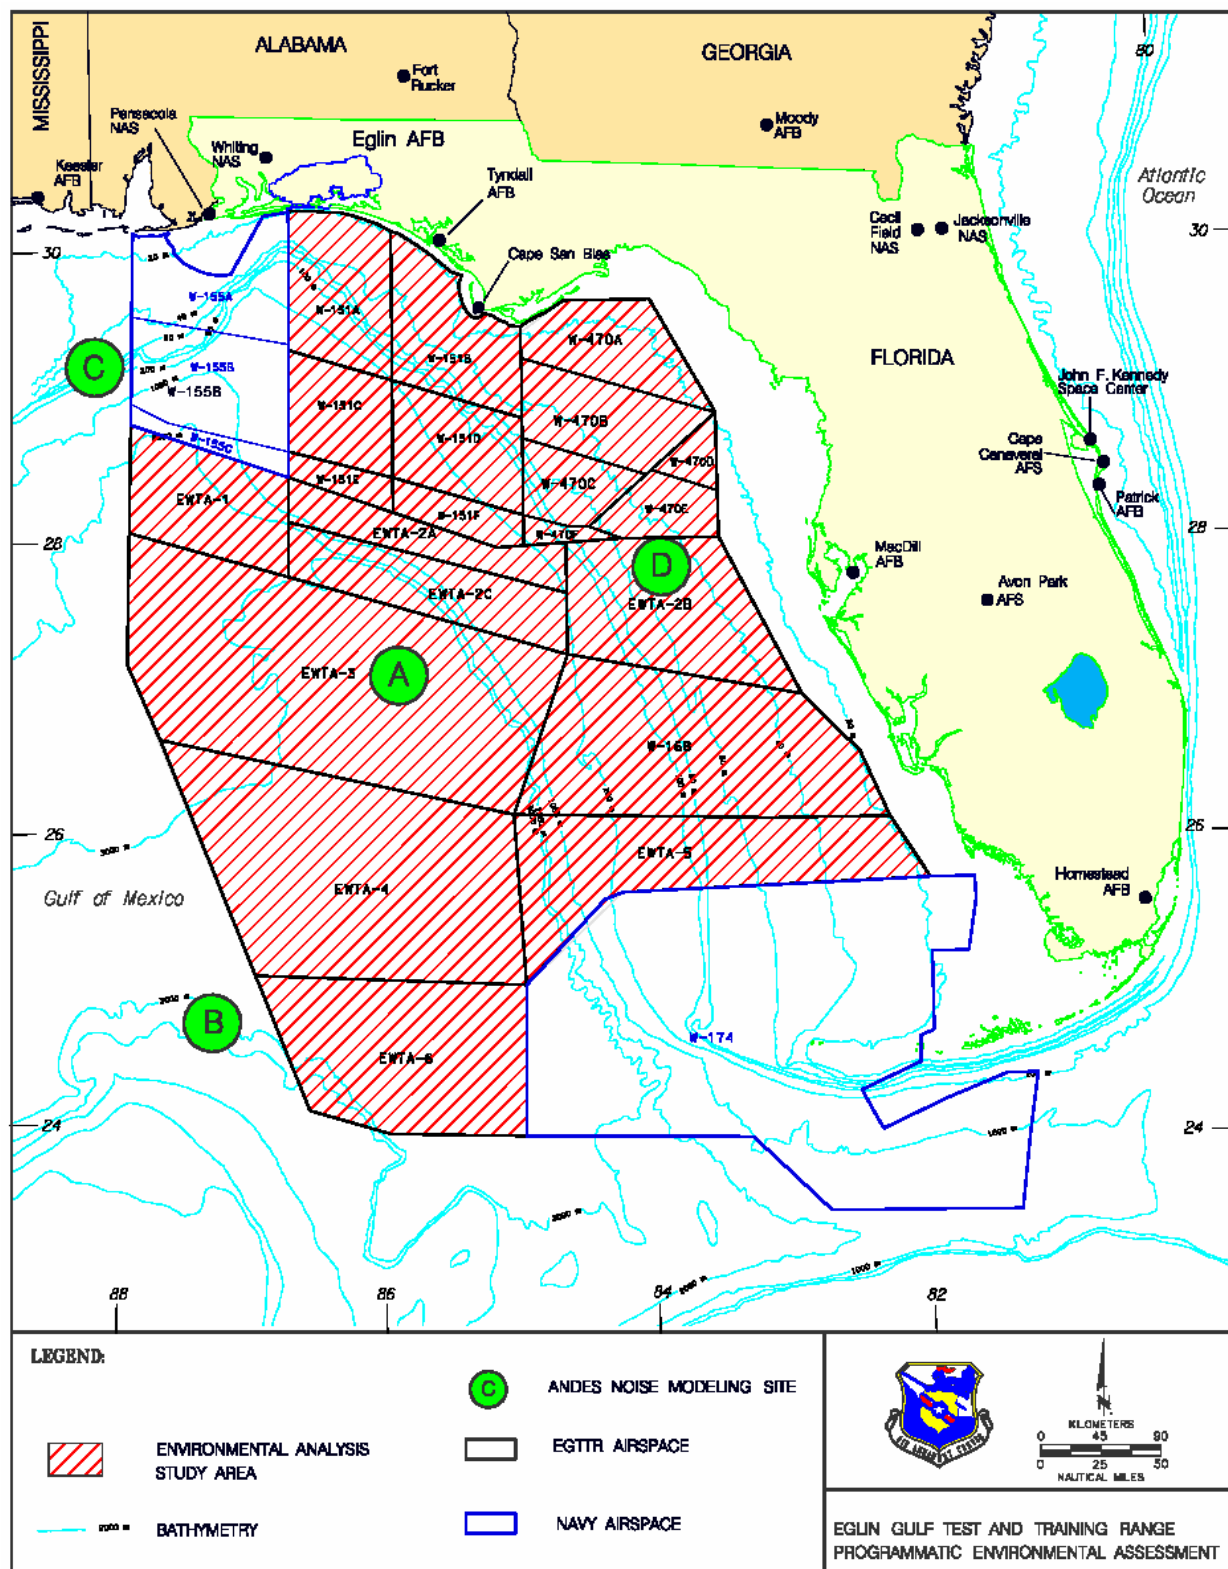 MISSISSIPPI
ALABAMA
GEORGIA
80
Fort
Rucker
Pensacola
NAS
Moody
AFB
Whiting
NAS
Eglin AFB
Keesler
AFB
Tyndall
AFB
Atlantic
Ocean
Cecil
Field
NAS
Jacksonville
NAS
30
30
Cape San Blas
20 M
100 M
W-155A
W-151A
W-470A
W-151B
FLORIDA
C
W-155B
W-155B
John F. Kennedy
Space Center
W-151C
W-470B
W-155C
W-151D
Cape
Canaveral
AFS
W-470D
W-151E
W-470C
EWTA-1
Patrick
AFB
W-151F
W-470E
EWTA-2A
W-470F
28
28
MacDill
AFB
D
EWTA-2C
EWTA-2B
Avon Park
AFS
EWTA-3
A
W-168
26
26
3000 M
EWTA-5
Gulf of Mexico
EWTA-4
Homestead
AFB
B
W-174
EWTA-6
24
24
88
86
84
82
LEGEND:
C
ANDES NOISE MODELING SITE
ENVIRONMENTAL ANALYSIS
STUDY AREA
EGTTR AIRSPACE
BATHYMETRY
NAVY AIRSPACE
AIR ARMAMENT CENTER
KILOMETERS
0 45 90
0 25 50
NAUTICAL MILES
EGLIN GULF TEST AND TRAINING RANGE
PROGRAMMATIC ENVIRONMENTAL ASSESSMENT